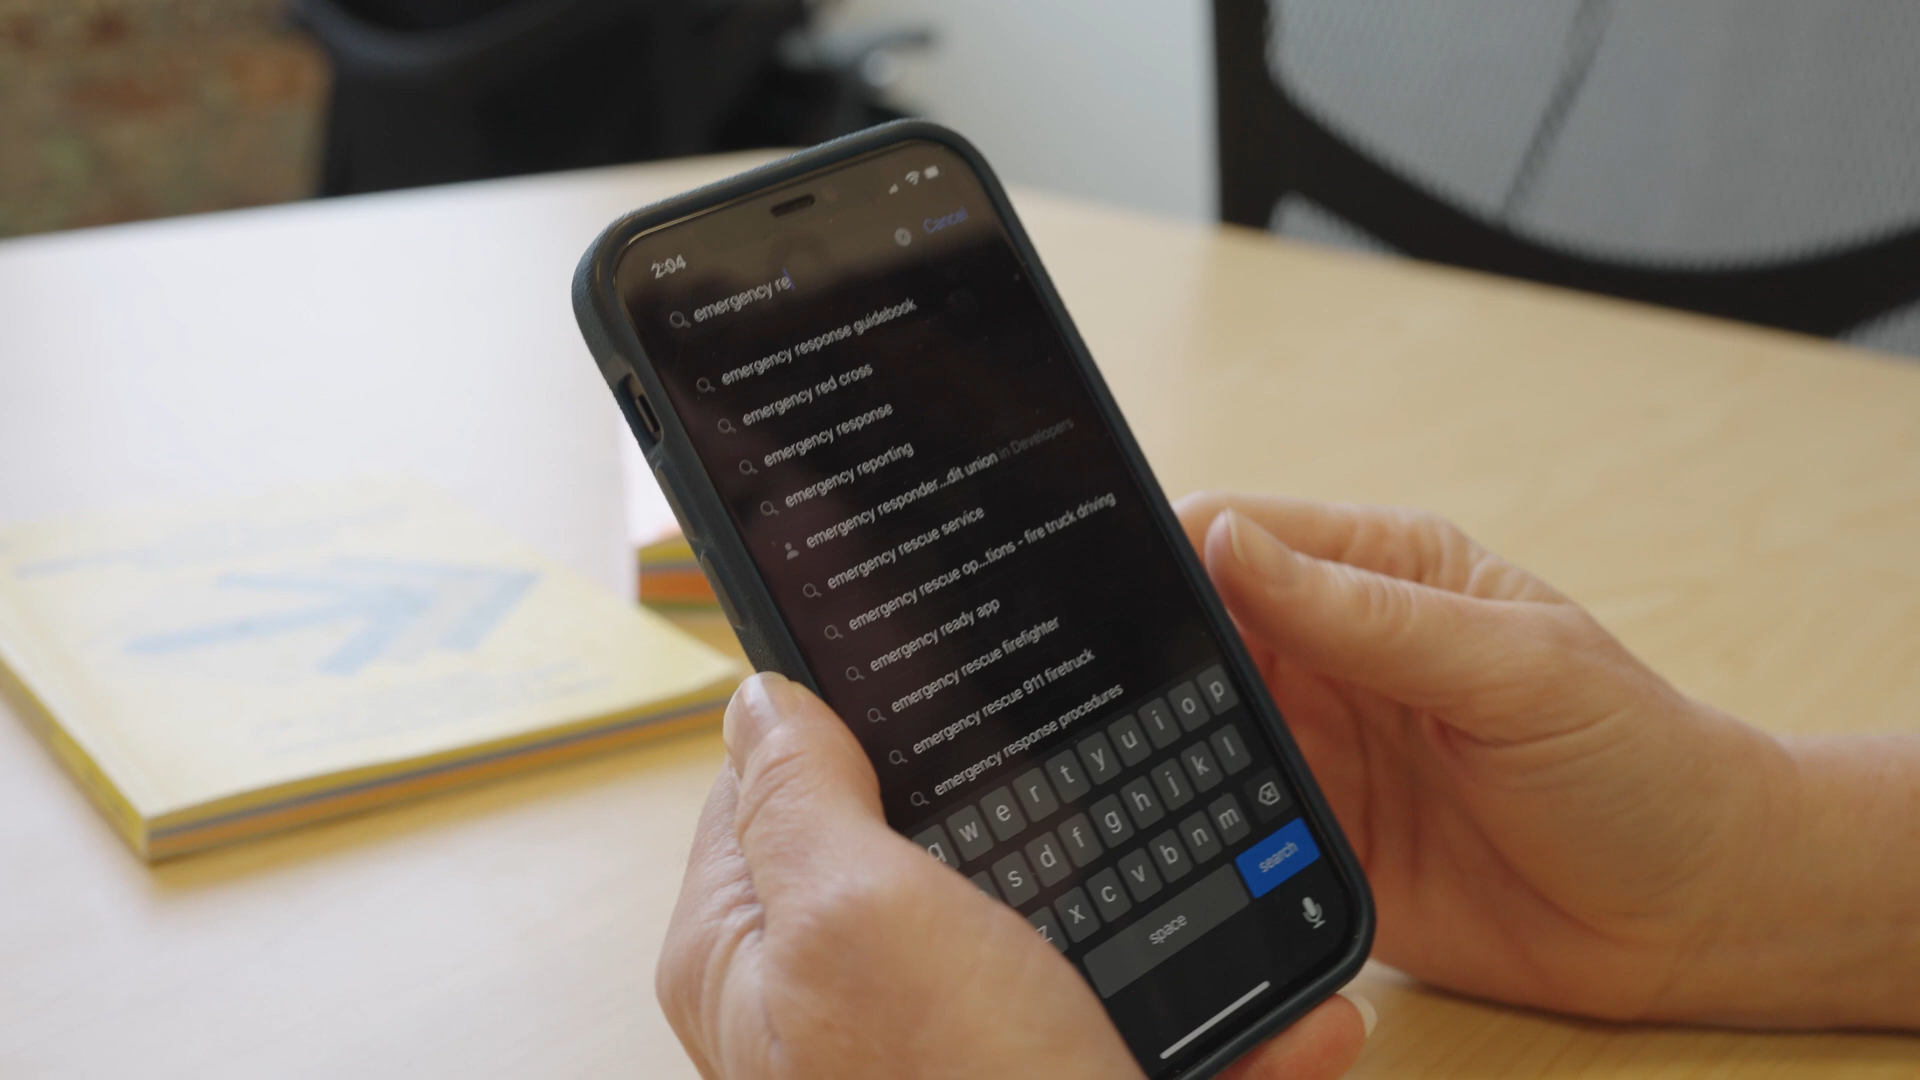 2:04
Cancel
emergency re
emergency response guidebook
emergency red cross
emergency response
emergency reporting
emergency responder...dit union in Developers
emergency rescue service
emergency rescue op...tions - fire truck driving
emergency ready app
emergency rescue firefighter
emergency rescue 911 firetruck
emergency response procedures
q w e r t y u i o p
s d f g h j k l
z x c v b n m
space search